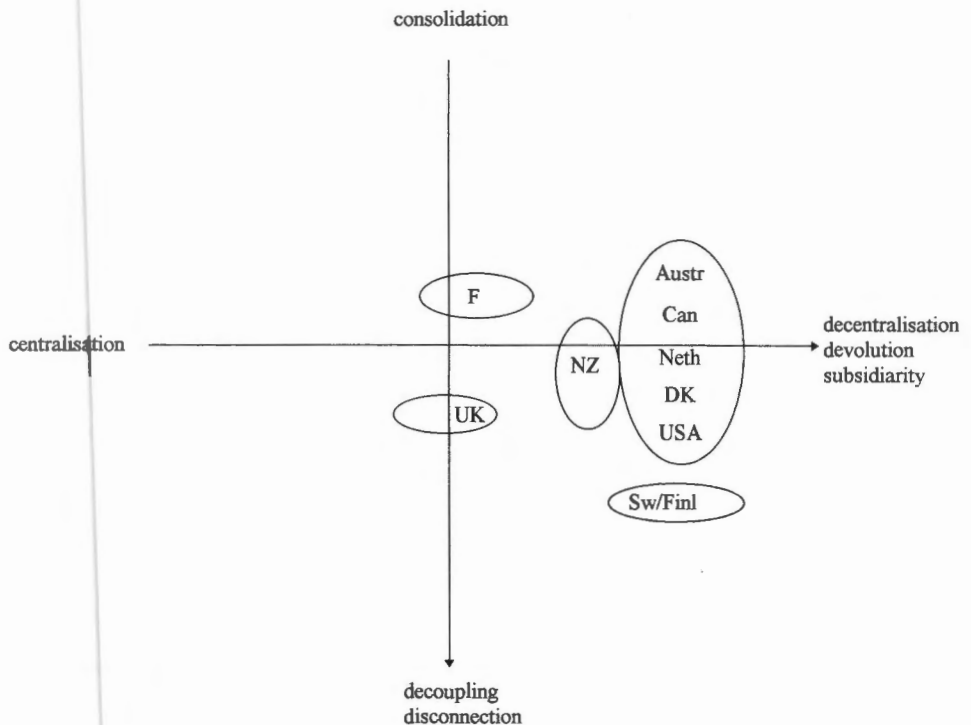 consolidation
Austr
F
Can
centralisation
decentralisation
devolution
subsidiarity
NZ
Neth
DK
UK
USA
Sw/Finl
decoupling
disconnection